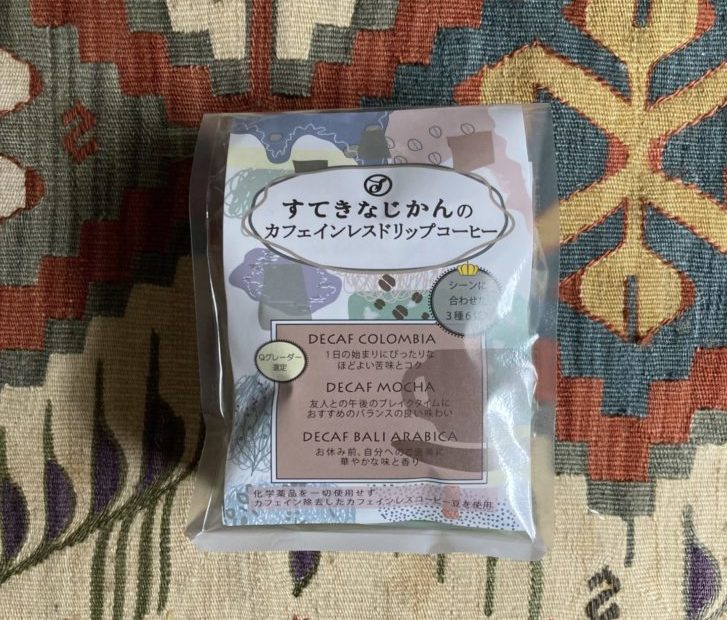 すてきなじかんの
カフェインレスドリップコーヒー
シーンに
合わせた
3種6
DECAF COLOMBIA
1日の始まりにぴったりな
ほどよい苦味とコク
Qグレーダー
選定
DECAF MOCHA
友人との午後のブレイクタイムに
おすすめのバランスの良い味わい
DECAF BALI ARABICA
お休み前、自分へのご褒美に
華やかな味と香り
化学薬品を一切使用せず
カフェイン除去したカフェインレスコーヒー豆を使用